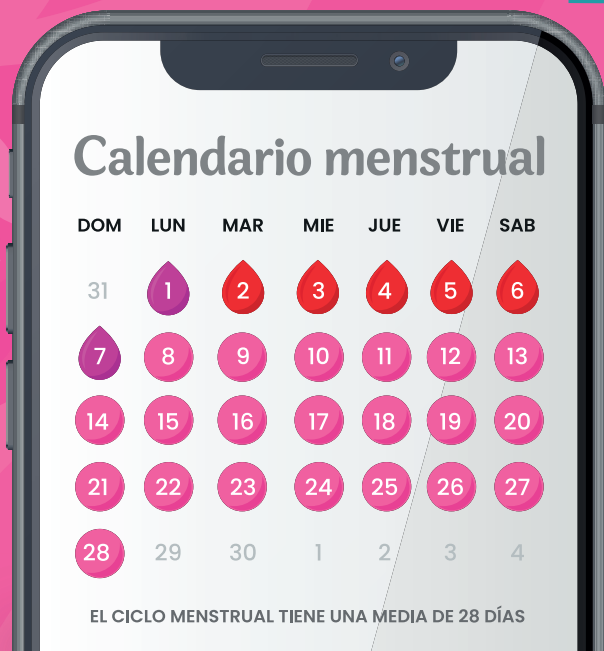 Calendario menstrual
DOM LUN MAR MIE JUE VIE SAB
31 1 2 3 4 5 6
7 8 9 10 11 12 13
14 15 16 17 18 19 20
21 22 23 24 25 26 27
28 29 30 1 2 3 4
EL CICLO MENSTRUAL TIENE UNA MEDIA DE 28 DÍAS